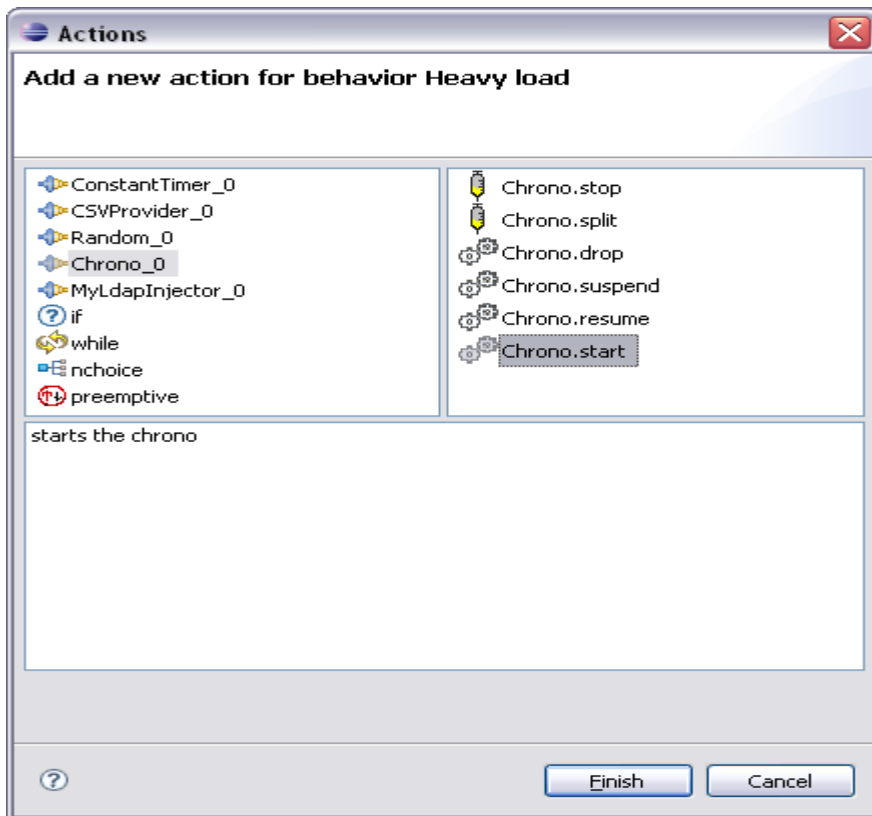 Actions
Add a new action for behavior Heavy load
ConstantTimer_0
CSVProvider_0
Random_0
Chrono_0
MyLdapInjector_0
if
while
nchoice
preemptive
Chrono.stop
Chrono.split
Chrono.drop
Chrono.suspend
Chrono.resume
Chrono.start
starts the chrono
?
Finish
Cancel